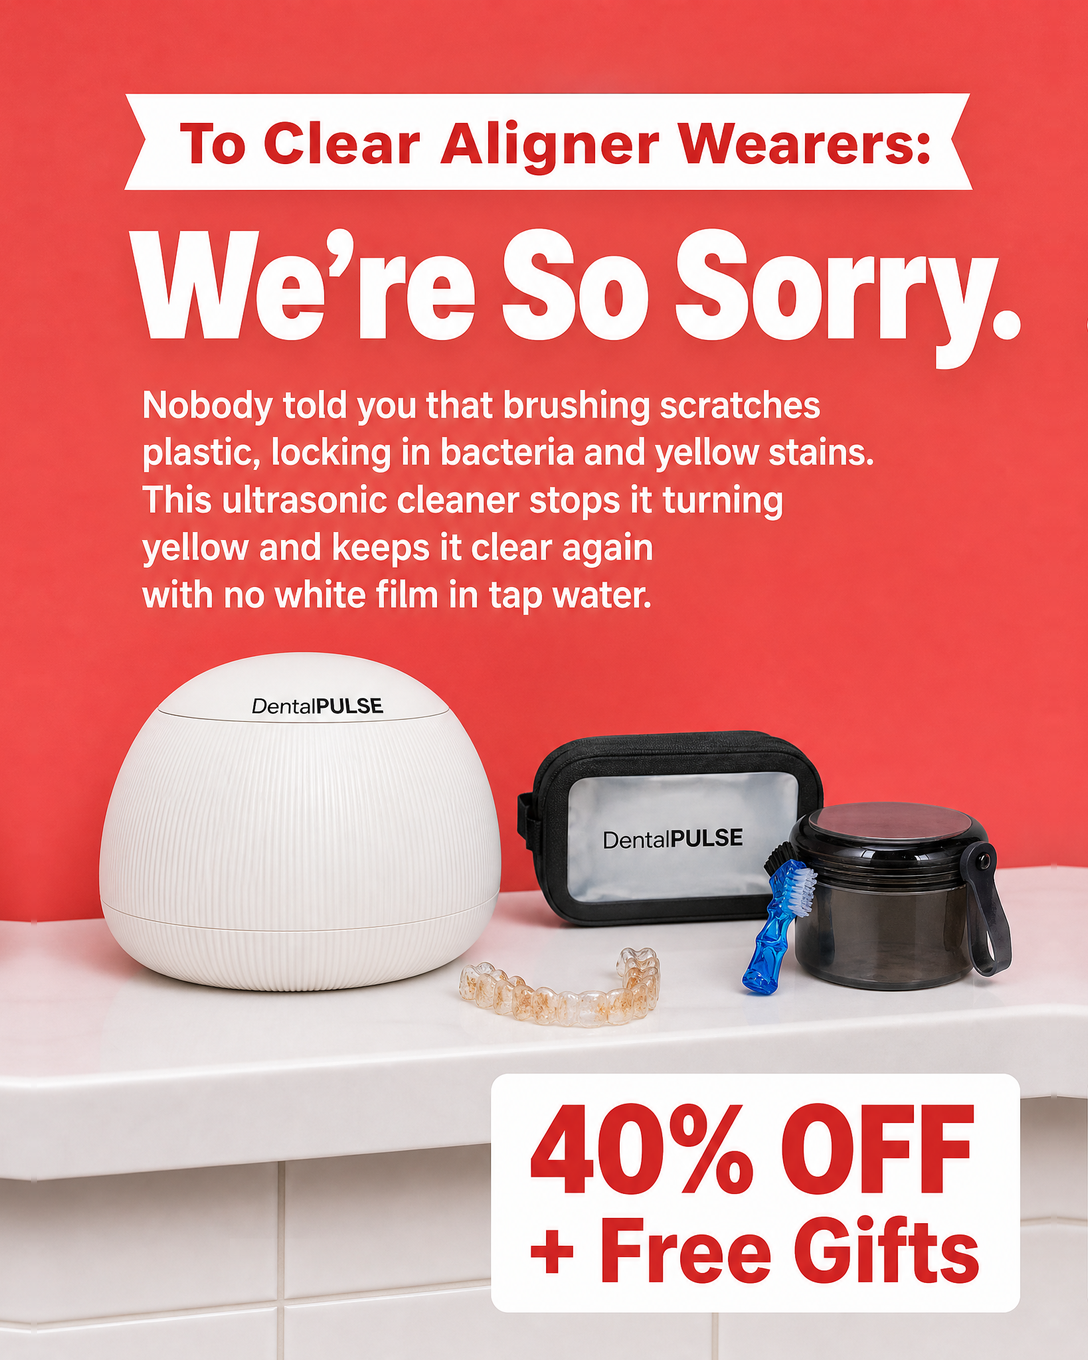 To Clear Aligner Wearers:
We're So Sorry.
Nobody told you that brushing scratches
plastic, locking in bacteria and yellow stains.
This ultrasonic cleaner stops it turning
yellow and keeps it clear again
with no white film in tap water.
DentalPULSE
DentalPULSE
40% OFF
+ Free Gifts